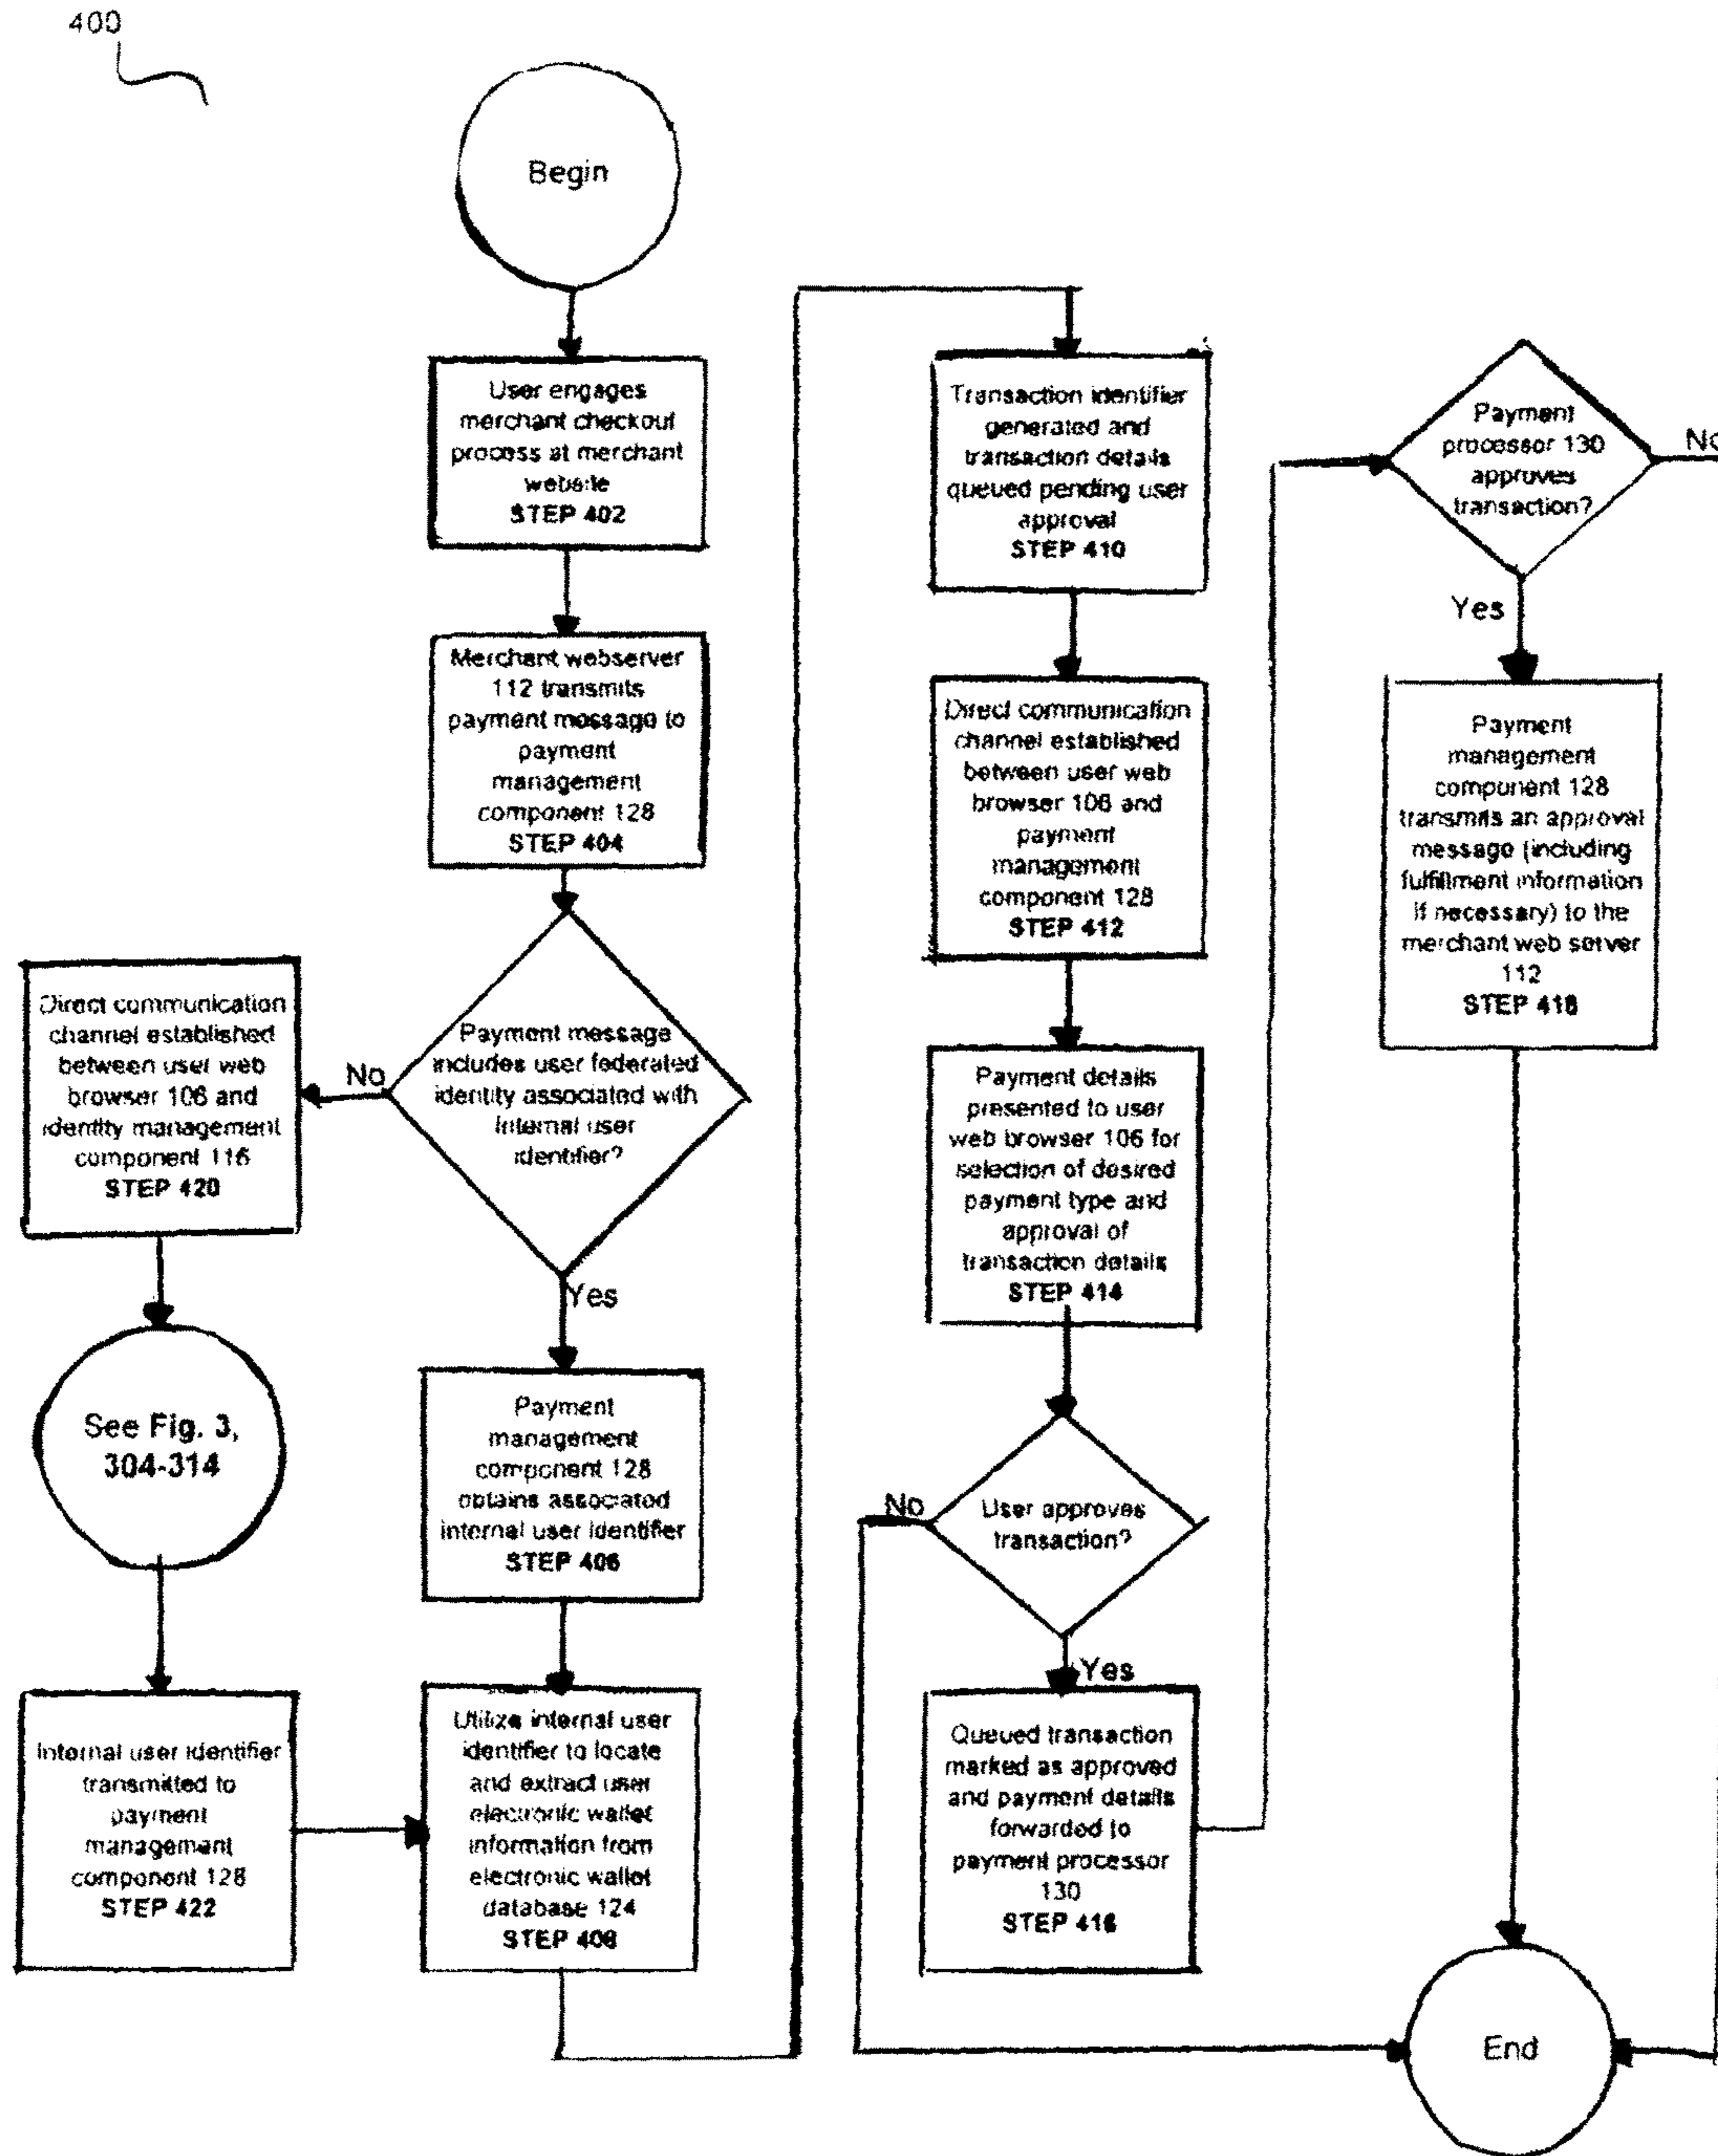 400
Begin
User engages
merchant checkout
process at merchant
website
STEP 402
Merchant webserver
112 transmits
payment message to
payment
management
component 128
STEP 404
Payment message
includes user federated
identity associated with
internal user
identifier?
No
Yes
Direct communication
channel established
between user web
browser 106 and
identity management
component 116
STEP 420
See Fig. 3,
304-314
Internal user identifier
transmitted to
payment
management
component 128
STEP 422
Payment
management
component 128
obtains associated
internal user identifier
STEP 406
Utilize internal user
identifier to locate
and extract user
electronic wallet
information from
electronic wallet
database 124
STEP 408
Transaction identifier
generated and
transaction details
queued pending user
approval
STEP 410
Direct communication
channel established
between user web
browser 106 and
payment
management
component 128
STEP 412
Payment details
presented to user
web browser 106 for
selection of desired
payment type and
approval of
transaction details
STEP 414
User approves
transaction?
No
Yes
Queued transaction
marked as approved
and payment details
forwarded to
payment processor
130
STEP 416
Payment
processor 130
approves
transaction?
No
Yes
Payment
management
component 128
transmits an approval
message (including
fulfillment information
if necessary) to the
merchant web server
112
STEP 418
End